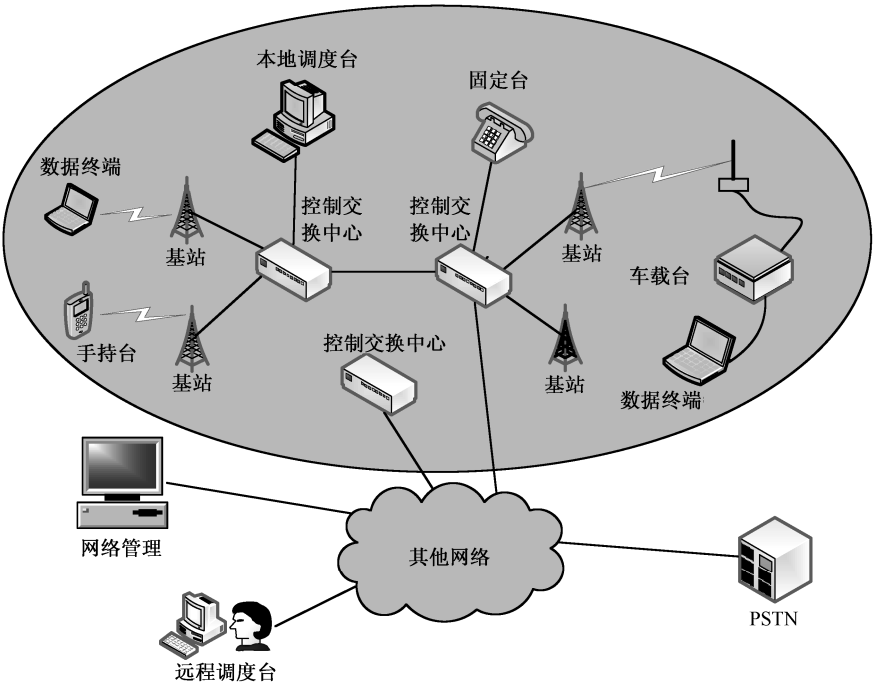 本地调度台
固定台
数据终端
控制交
换中心
控制交
换中心
基站
基站
车载台
手持台
基站
控制交换中心
基站
数据终端
网络管理
其他网络
PSTN
远程调度台